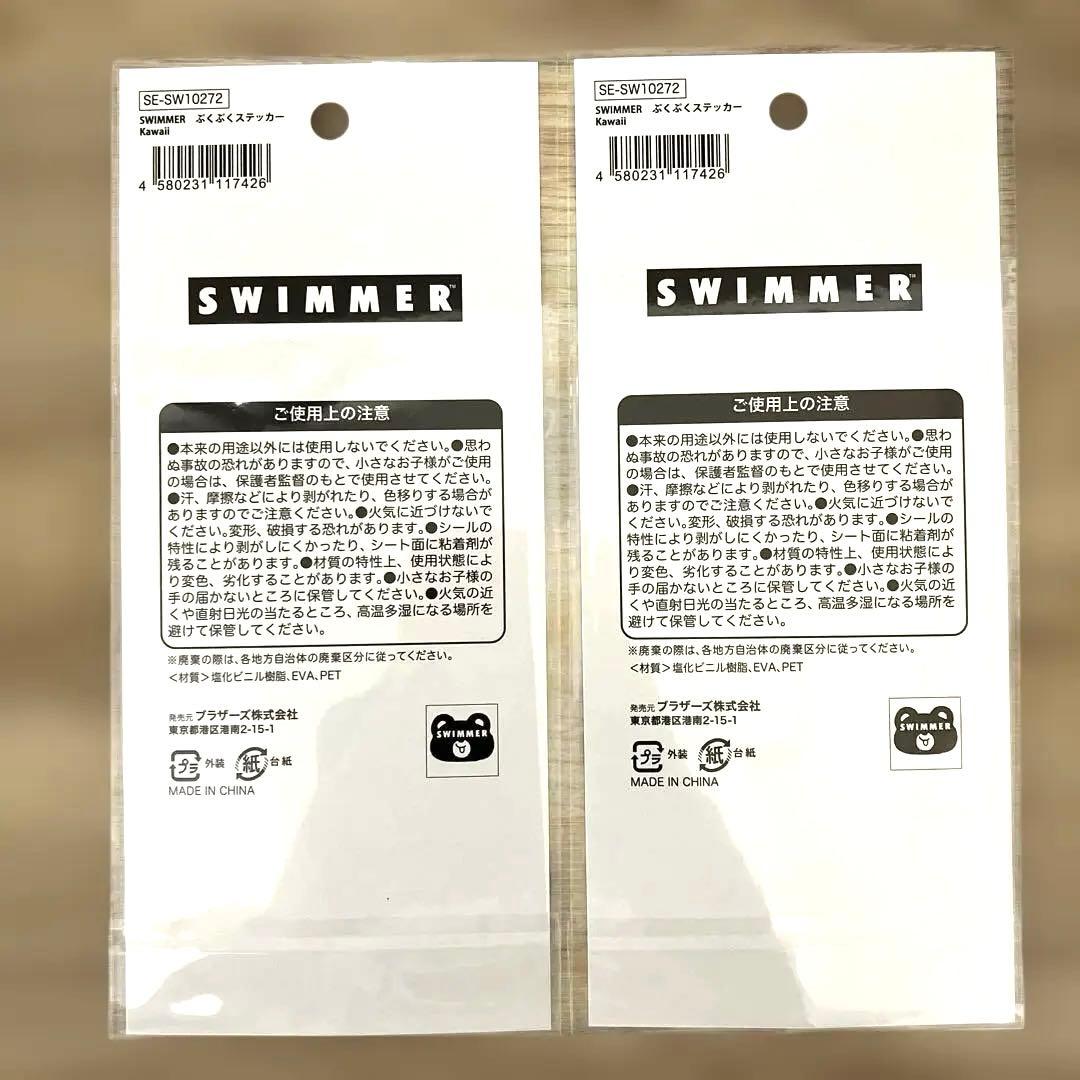 SE-SW10272
SWIMMER ぷくぷくステッカー
Kawaii
4 580231 117426
SWIMMER™
ご使用上の注意
●本来の用途以外には使用しないでください。●思わ
ぬ事故の恐れがありますので、小さなお子様がご使用
の場合は、保護者監督のもとで使用させてください。
●汗、摩擦などにより剥がれたり、色移りする場合が
ありますのでご注意ください。●火気に近づけないで
ください。変形、破損する恐れがあります。●シールの
特性により剥がしにくかったり、シート面に粘着剤が
残ることがあります。●材質の特性上、使用状態によ
り変色、劣化することがあります。●小さなお子様の
手の届かないところに保管してください。●火気の近
くや直射日光の当たるところ、高温多湿になる場所を
避けて保管してください。
※廃棄の際は、各地方自治体の廃棄区分に従ってください。
<材質>塩化ビニル樹脂、EVA、PET
発売元 ブラザーズ株式会社
東京都港区港南2-15-1
プラ 外装 紙 台紙
MADE IN CHINA
SWIMMER
SE-SW10272
SWIMMER ぷくぷくステッカー
Kawaii
4 580231 117426
SWIMMER™
ご使用上の注意
●本来の用途以外には使用しないでください。●思わ
ぬ事故の恐れがありますので、小さなお子様がご使用
の場合は、保護者監督のもとで使用させてください。
●汗、摩擦などにより剥がれたり、色移りする場合が
ありますのでご注意ください。●火気に近づけないで
ください。変形、破損する恐れがあります。●シールの
特性により剥がしにくかったり、シート面に粘着剤が
残ることがあります。●材質の特性上、使用状態によ
り変色、劣化することがあります。●小さなお子様の
手の届かないところに保管してください。●火気の近
くや直射日光の当たるところ、高温多湿になる場所を
避けて保管してください。
※廃棄の際は、各地方自治体の廃棄区分に従ってください。
<材質>塩化ビニル樹脂、EVA、PET
発売元 ブラザーズ株式会社
東京都港区港南2-15-1
プラ 外装 紙 台紙
MADE IN CHINA
SWIMMER